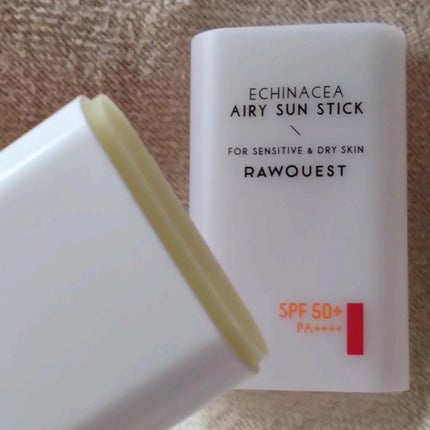 ECHINACEA
AIRY SUN STICK
\
FOR SENSITIVE & DRY SKIN
RAWQUEST
SPF 50+
PA++++